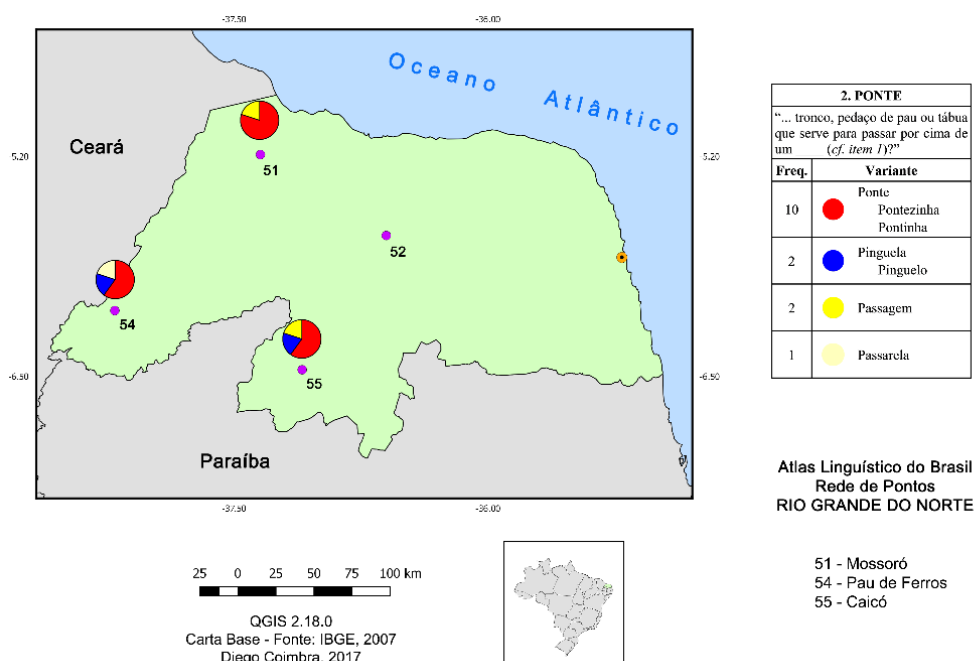 -37.50
-36.00
Oceano Atlântico
Ceará
5.20
5.20
51
52
54
55
-6.50
-6.50
Paraíba
-37.50
-36.00
2. PONTE
“... tronco, pedaço de pau ou tábua
que serve para passar por cima de
um (cf. item 1)?”
Freq. Variante
10 Ponte
Pontezinha
Pontinha
2 Pinguela
Pinguelo
2 Passagem
1 Passarela
Atlas Linguístico do Brasil
Rede de Pontos
RIO GRANDE DO NORTE
51 - Mossoró
54 - Pau de Ferros
55 - Caicó
25 0 25 50 75 100 km
QGIS 2.18.0
Carta Base - Fonte: IBGE, 2007
Diego Coimbra, 2017